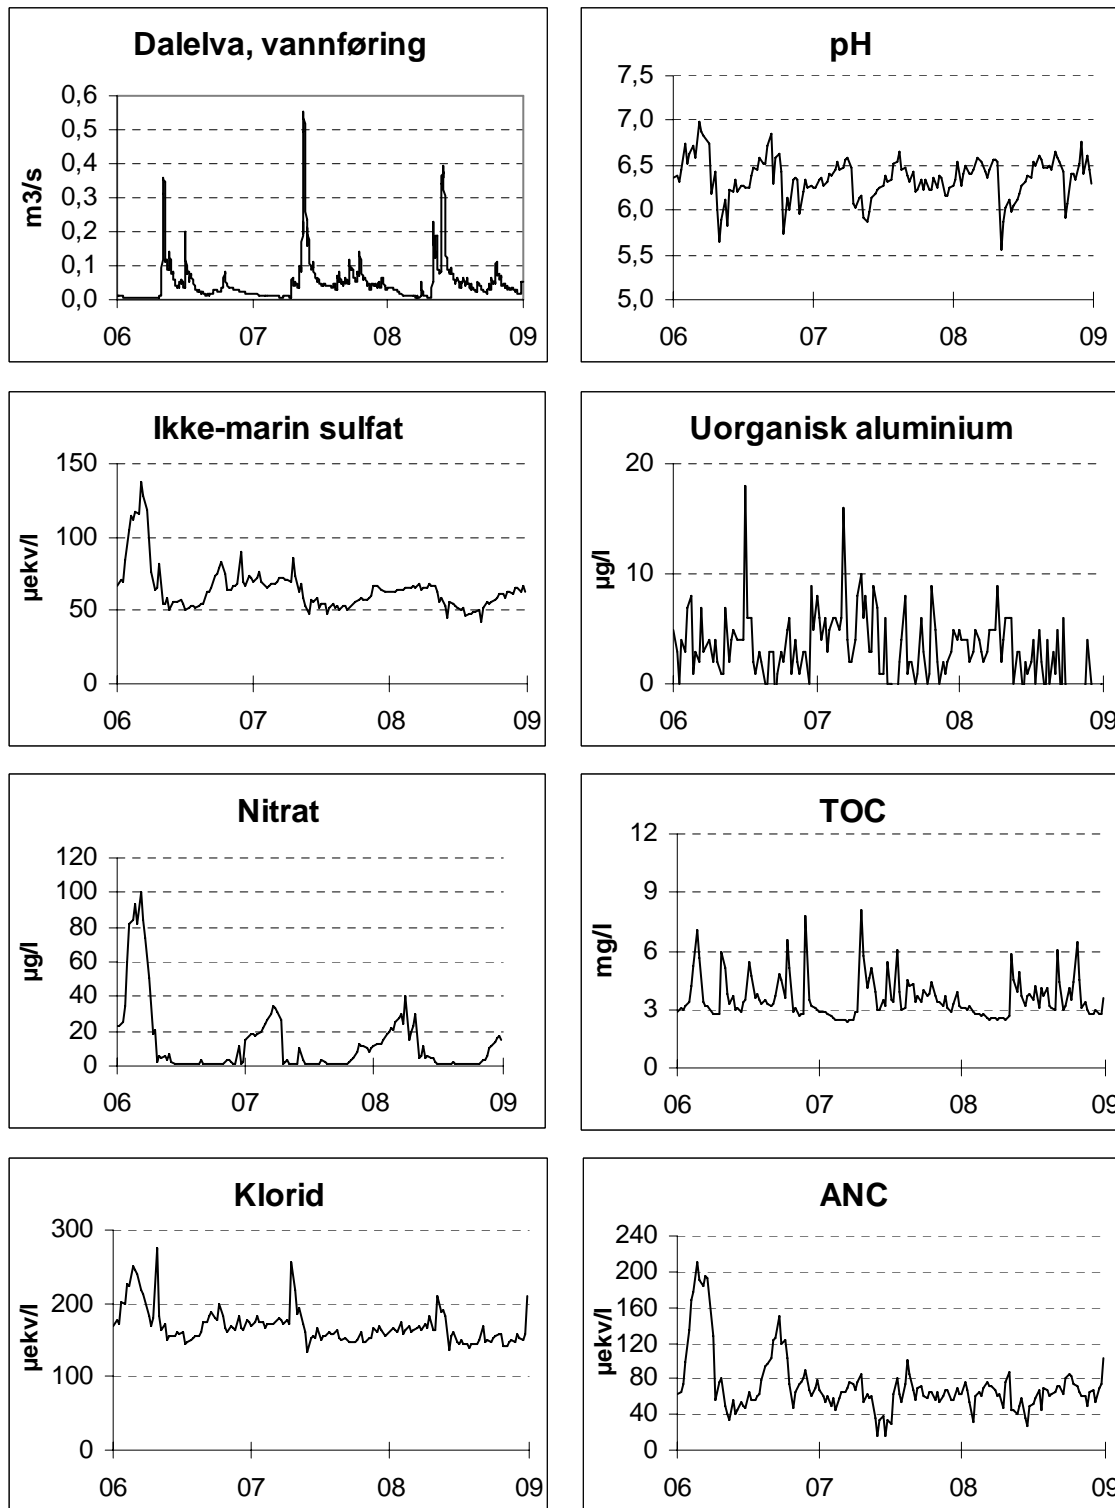 Dalelva, vannføring
m3/s
0,6
0,5
0,4
0,3
0,2
0,1
0,0
06 07 08 09
pH
7,5
7,0
6,5
6,0
5,5
5,0
06 07 08 09
Ikke-marin sulfat
µekv/l
150
100
50
0
06 07 08 09
Uorganisk aluminium
µg/l
20
10
0
06 07 08 09
Nitrat
µg/l
120
100
80
60
40
20
0
06 07 08 09
TOC
mg/l
12
9
6
3
0
06 07 08 09
Klorid
µekv/l
300
200
100
0
06 07 08 09
ANC
µekv/l
240
200
160
120
80
40
0
06 07 08 09